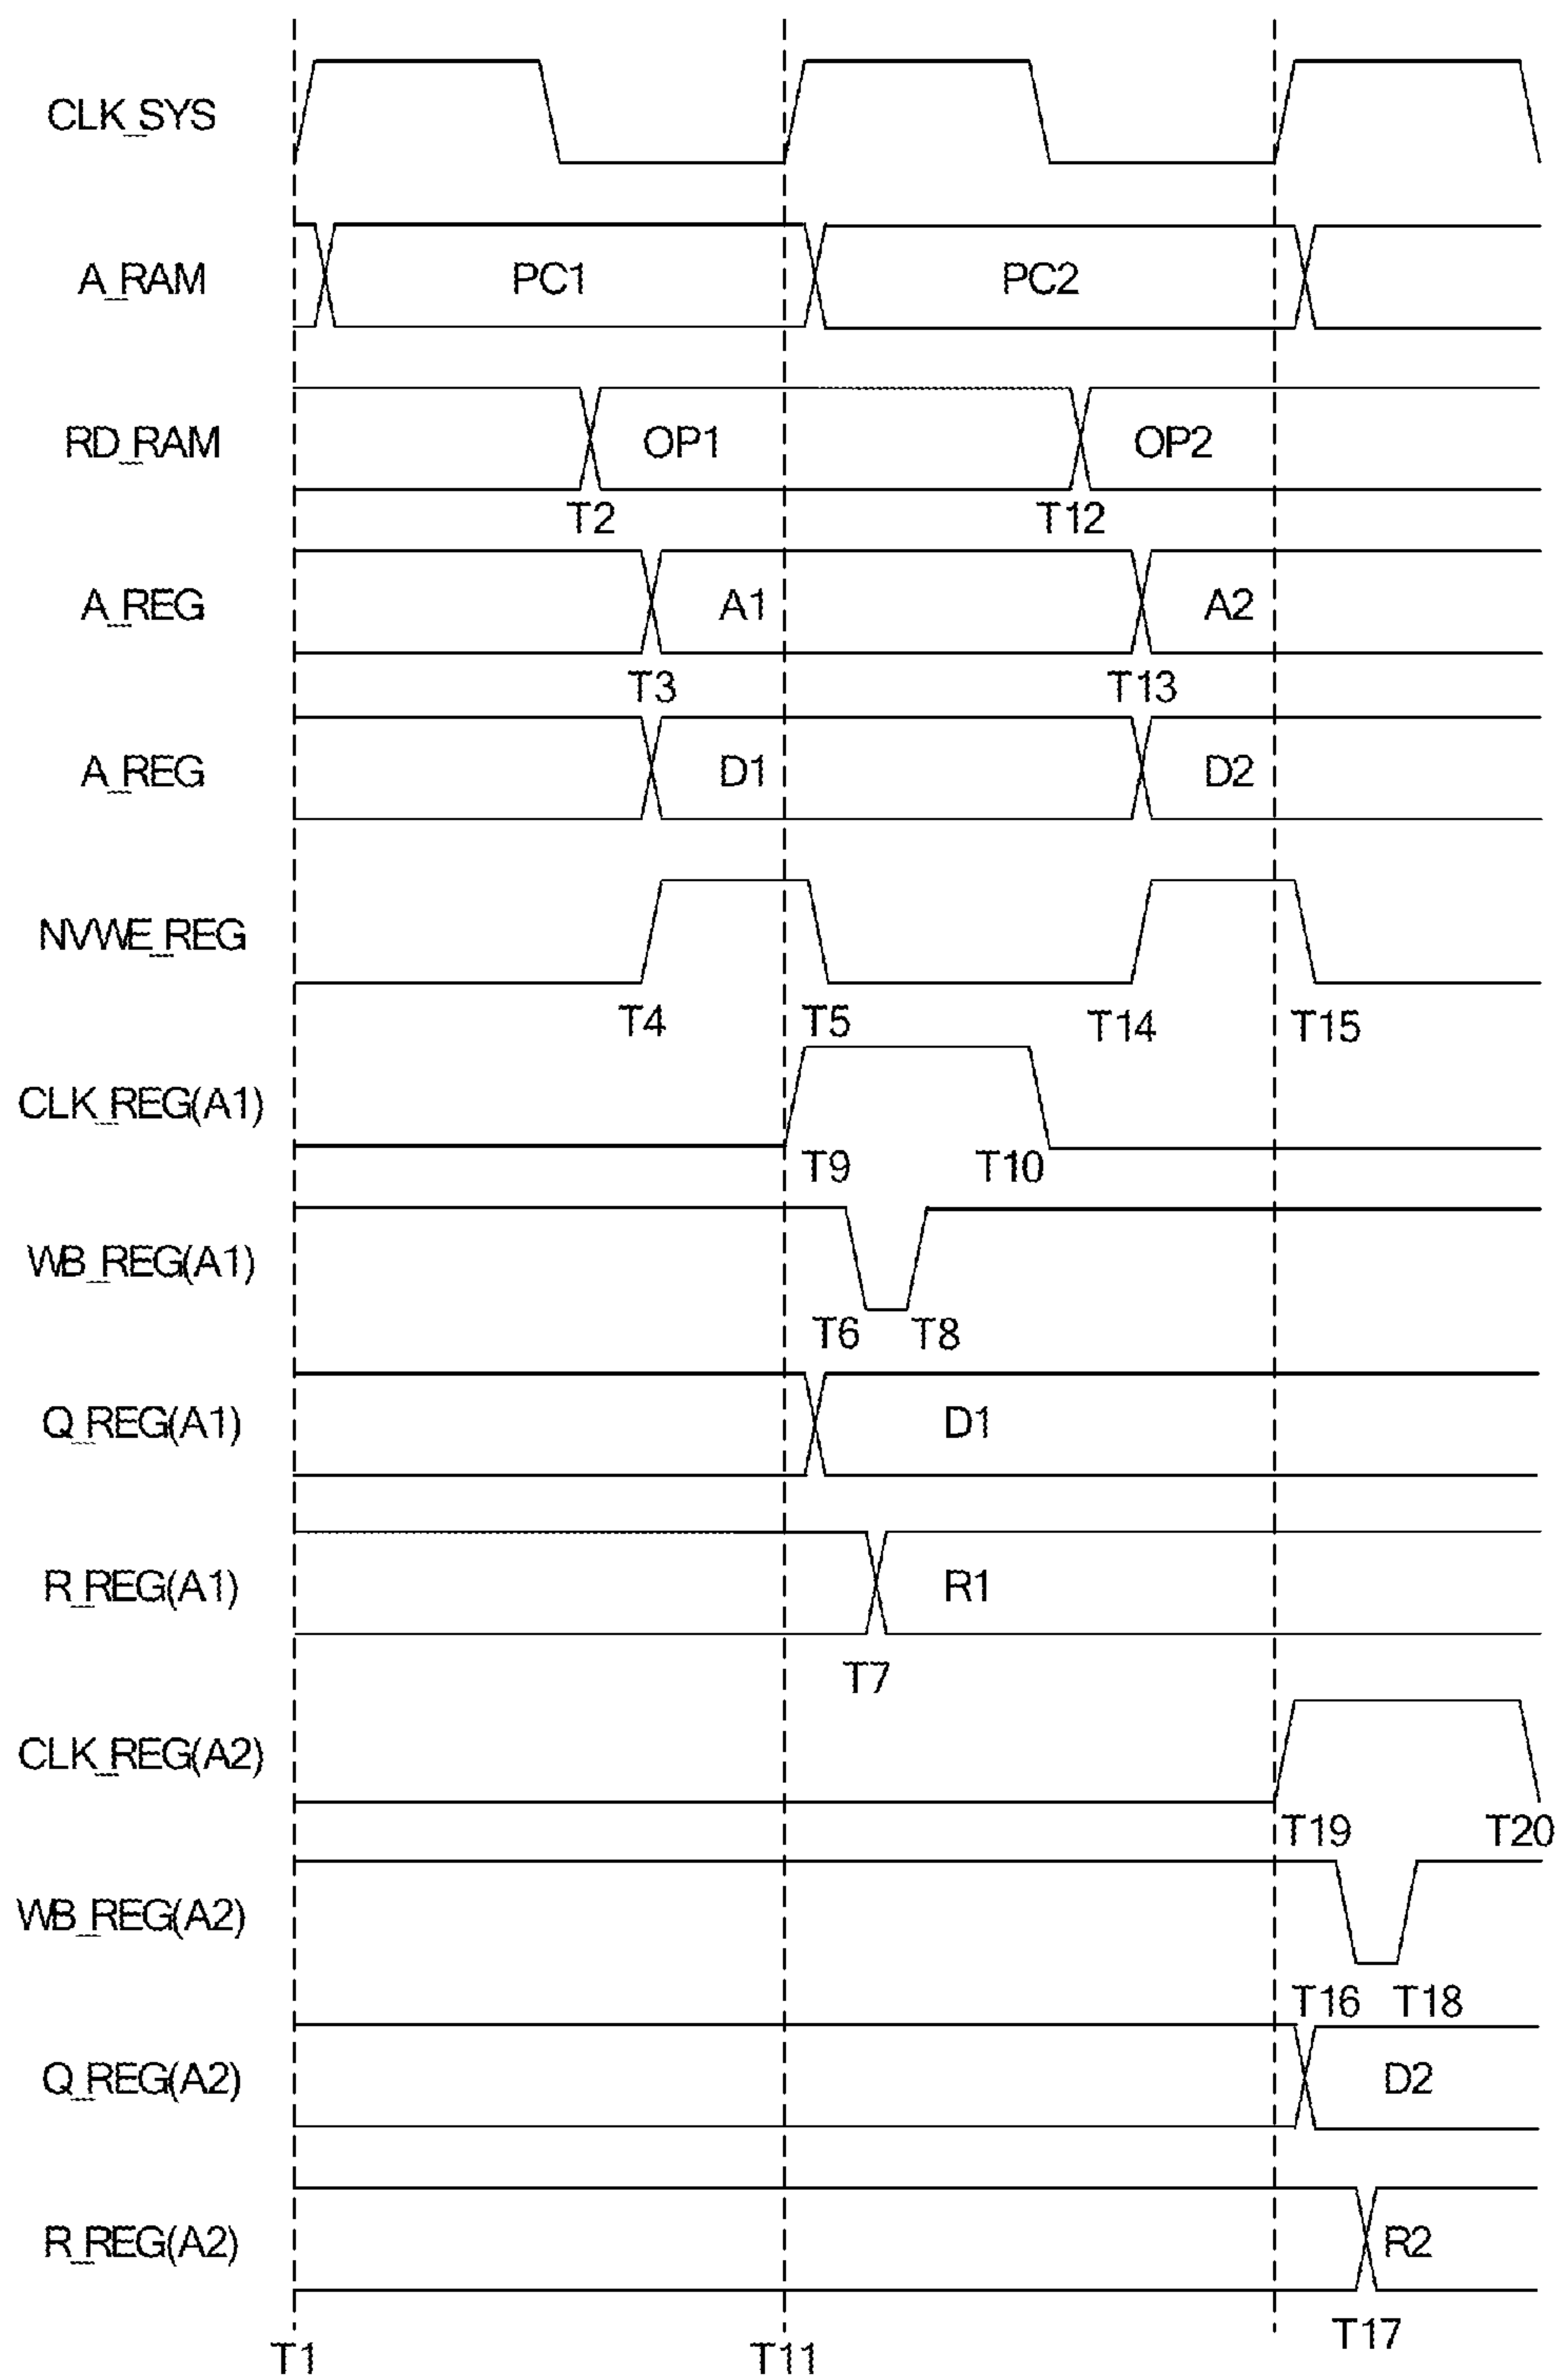 CLK_SYS
A_RAM PC1 PC2
RD_RAM OP1 OP2
T2 T12
A_REG A1 A2
T3 T13
A_REG D1 D2
NVWE_REG
T4 T5 T14 T15
CLK_REG(A1)
T9 T10
WB_REG(A1)
T6 T8
Q_REG(A1) D1
R_REG(A1) R1
T7
CLK_REG(A2)
T19 T20
WB_REG(A2)
T16 T18
Q_REG(A2) D2
R_REG(A2) R2
T17
T1 T11